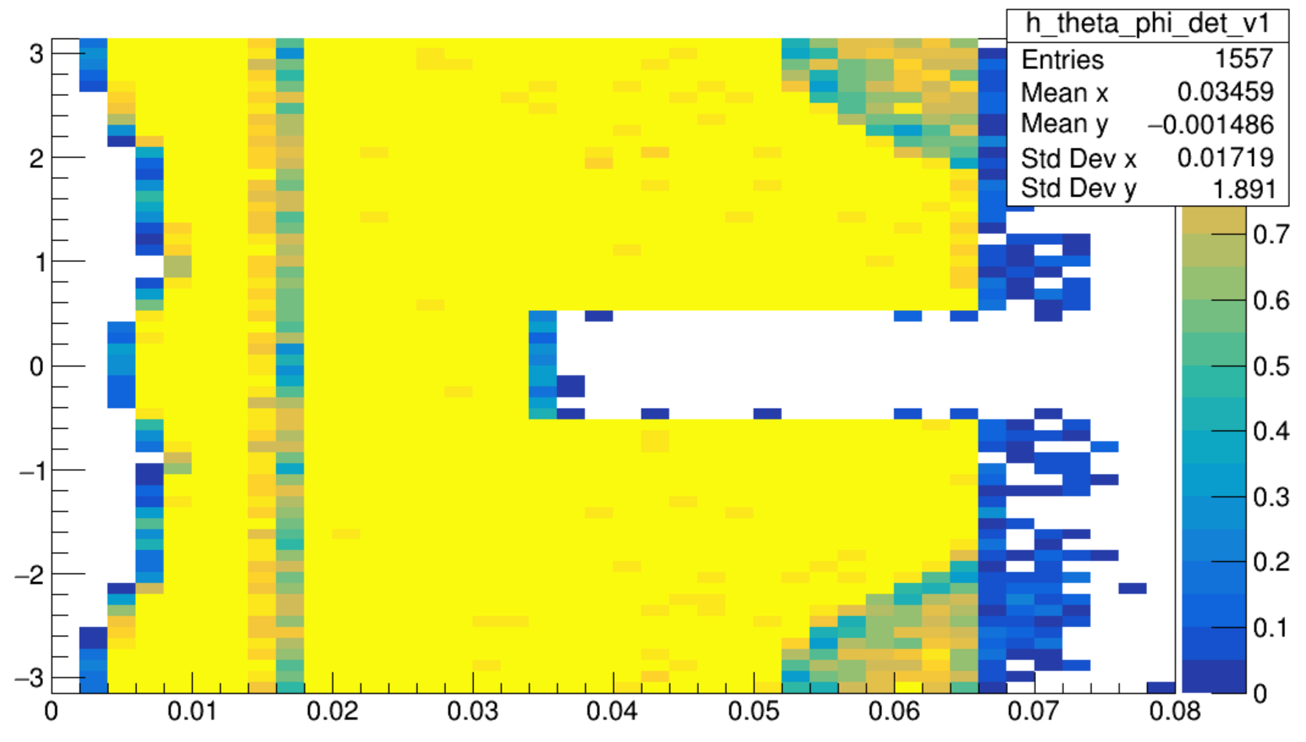 h_theta_phi_det_v1
Entries 1557
Mean x 0.03459
Mean y −0.001486
Std Dev x 0.01719
Std Dev y 1.891
3
2
1
0
−1
−2
−3
0 0.01 0.02 0.03 0.04 0.05 0.06 0.07 0.08
0.7
0.6
0.5
0.4
0.3
0.2
0.1
0